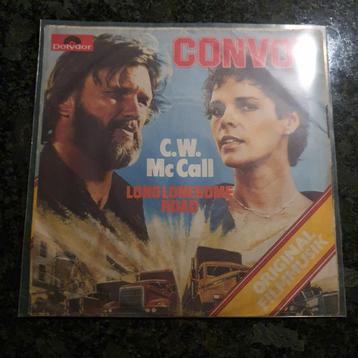 Polydor
CONVO
C.W.
McCall
LONG LONESOME
ROAD
ORIGINAL
FILMMUSIK